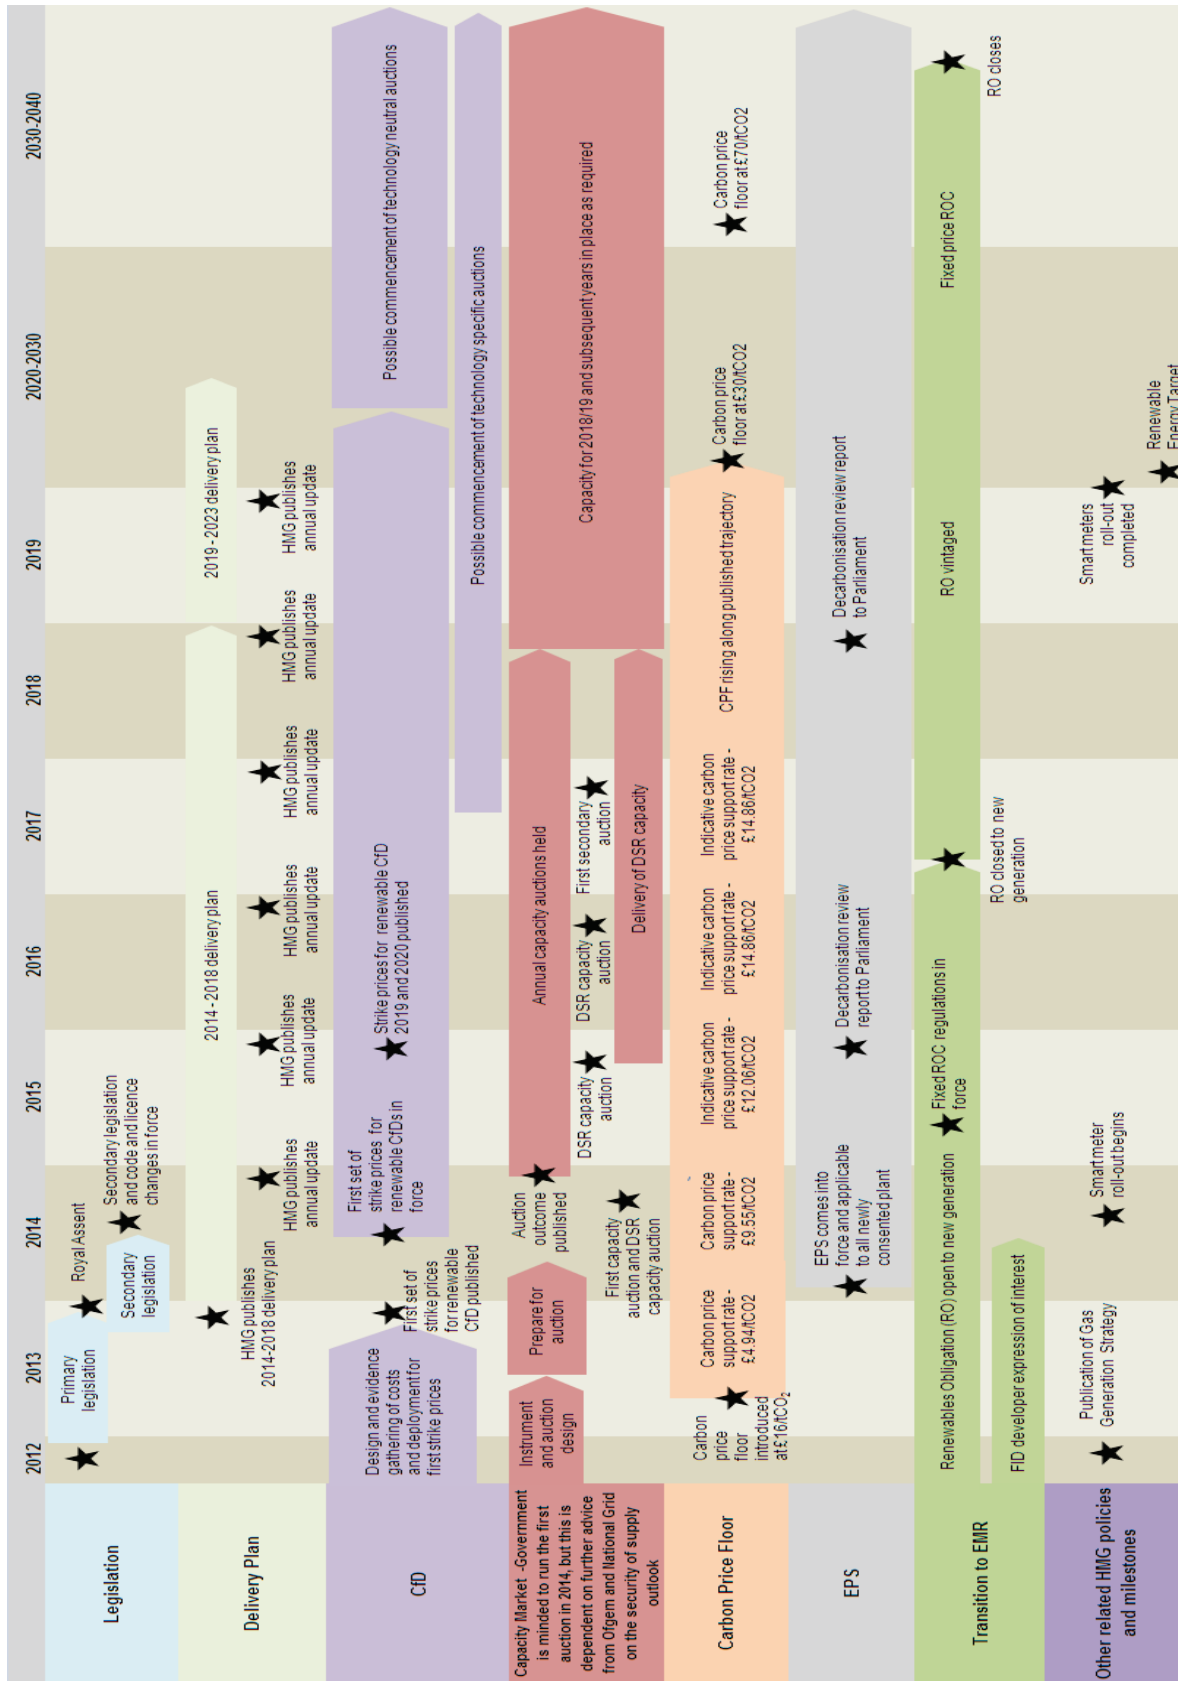 2012
2013
2014
2015
2016
2017
2018
2019
2020-2030
2030-2040
Legislation
Primary
legislation
Royal Assent
Secondary
legislation
Secondary legislation
and code and licence
changes in force
Delivery Plan
HMG publishes
2014-2018 delivery plan
2014 - 2018 delivery plan
2019 - 2023 delivery plan
HMG publishes
annual update
HMG publishes
annual update
HMG publishes
annual update
HMG publishes
annual update
HMG publishes
annual update
HMG publishes
annual update
CfD
Design and evidence
gathering of costs
and deployment for
first strike prices
First set of
strike prices
for renewable
CfD published
First set of
strike prices for
renewable CfDs in
force
Strike prices for renewable CfD
2019 and 2020 published
Possible commencement of technology neutral auctions
Possible commencement of technology specific auctions
Capacity Market -Government
is minded to run the first
auction in 2014, but this is
dependent on further advice
from Ofgem and National Grid
on the security of supply
outlook
Instrument
and auction
design
Prepare for
auction
Auction
outcome
published
First capacity
auction and DSR
capacity auction
Annual capacity auctions held
DSR capacity
auction
DSR capacity
auction
First secondary
auction
Delivery of DSR capacity
Capacity for 2018/19 and subsequent years in place as required
Carbon Price Floor
Carbon
price
floor
introduced
at £16/tCO2
Carbon price
support rate-
£4.94/tCO2
Carbon price
support rate-
£9.55/tCO2
Indicative carbon
price support rate -
£12.06/tCO2
Indicative carbon
price support rate -
£14.86/tCO2
Indicative carbon
price support rate -
£14.86/tCO2
CPF rising along published trajectory
Carbon price
floor at £30/tCO2
Carbon price
floor at £70/tCO2
EPS
EPS comes into
force and applicable
to all newly
consented plant
Decarbonisation review
report to Parliament
Decarbonisation review report
to Parliament
Transition to EMR
Renewables Obligation (RO) open to new generation
Fixed ROC regulations in
force
RO closed to new
generation
RO vintaged
Fixed price ROC
RO closes
FID developer expression of interest
Other related HMG policies
and milestones
Publication of Gas
Generation Strategy
Smart meter
roll-out begins
Smart meters
roll-out
completed
Renewable
Energy Target